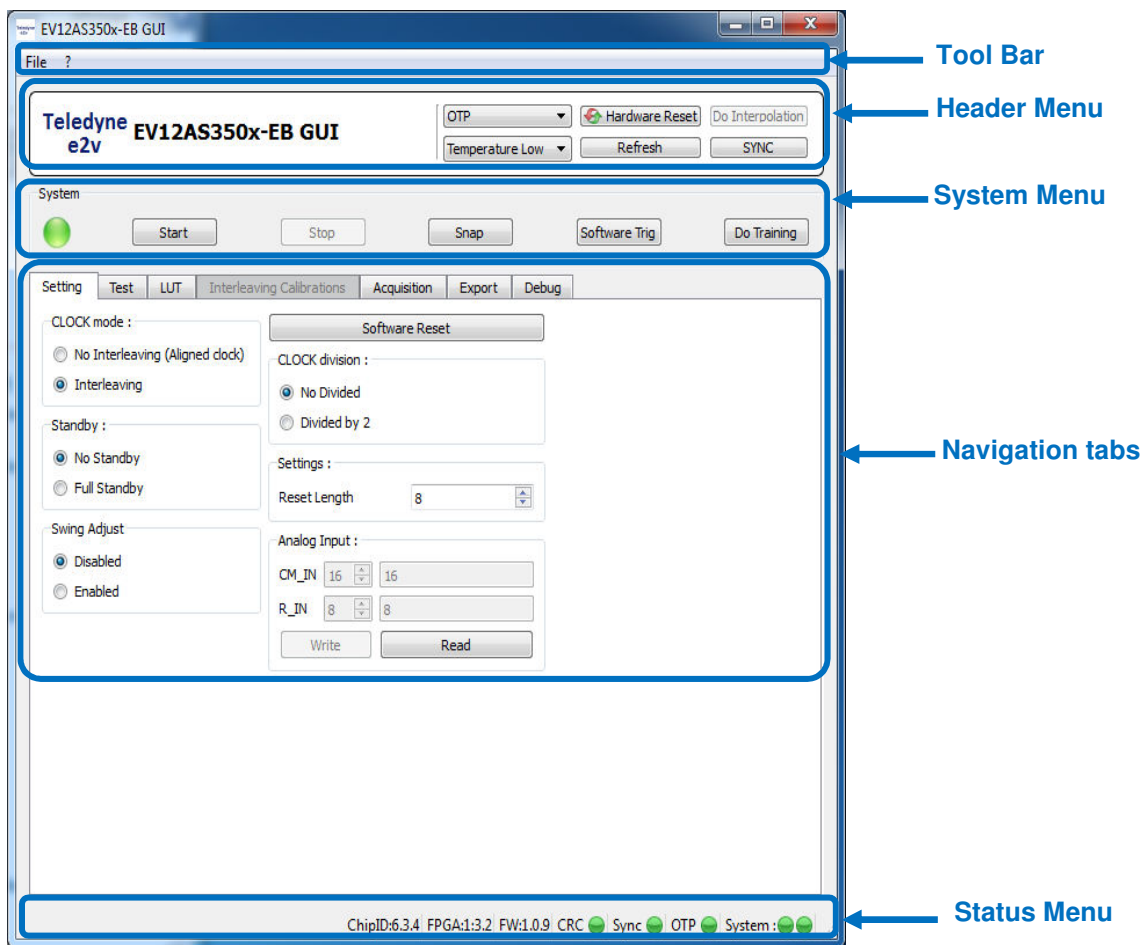 EV12AS350x-EB GUI
File ?
Tool Bar
Teledyne e2v
EV12AS350x-EB GUI
OTP
Hardware Reset
Do Interpolation
Temperature Low
Refresh
SYNC
Header Menu
System
Start
Stop
Snap
Software Trig
Do Training
System Menu
Setting
Test
LUT
Interleaving Calibrations
Acquisition
Export
Debug
CLOCK mode :
No Interleaving (Aligned clock)
Interleaving
Standby :
No Standby
Full Standby
Swing Adjust
Disabled
Enabled
Software Reset
CLOCK division :
No Divided
Divided by 2
Settings :
Reset Length 8
Analog Input :
CM_IN 16 16
R_IN 8 8
Write
Read
Navigation tabs
ChipID:6.3.4 FPGA:1:3.2 FW:1.0.9 CRC Sync OTP System :
Status Menu